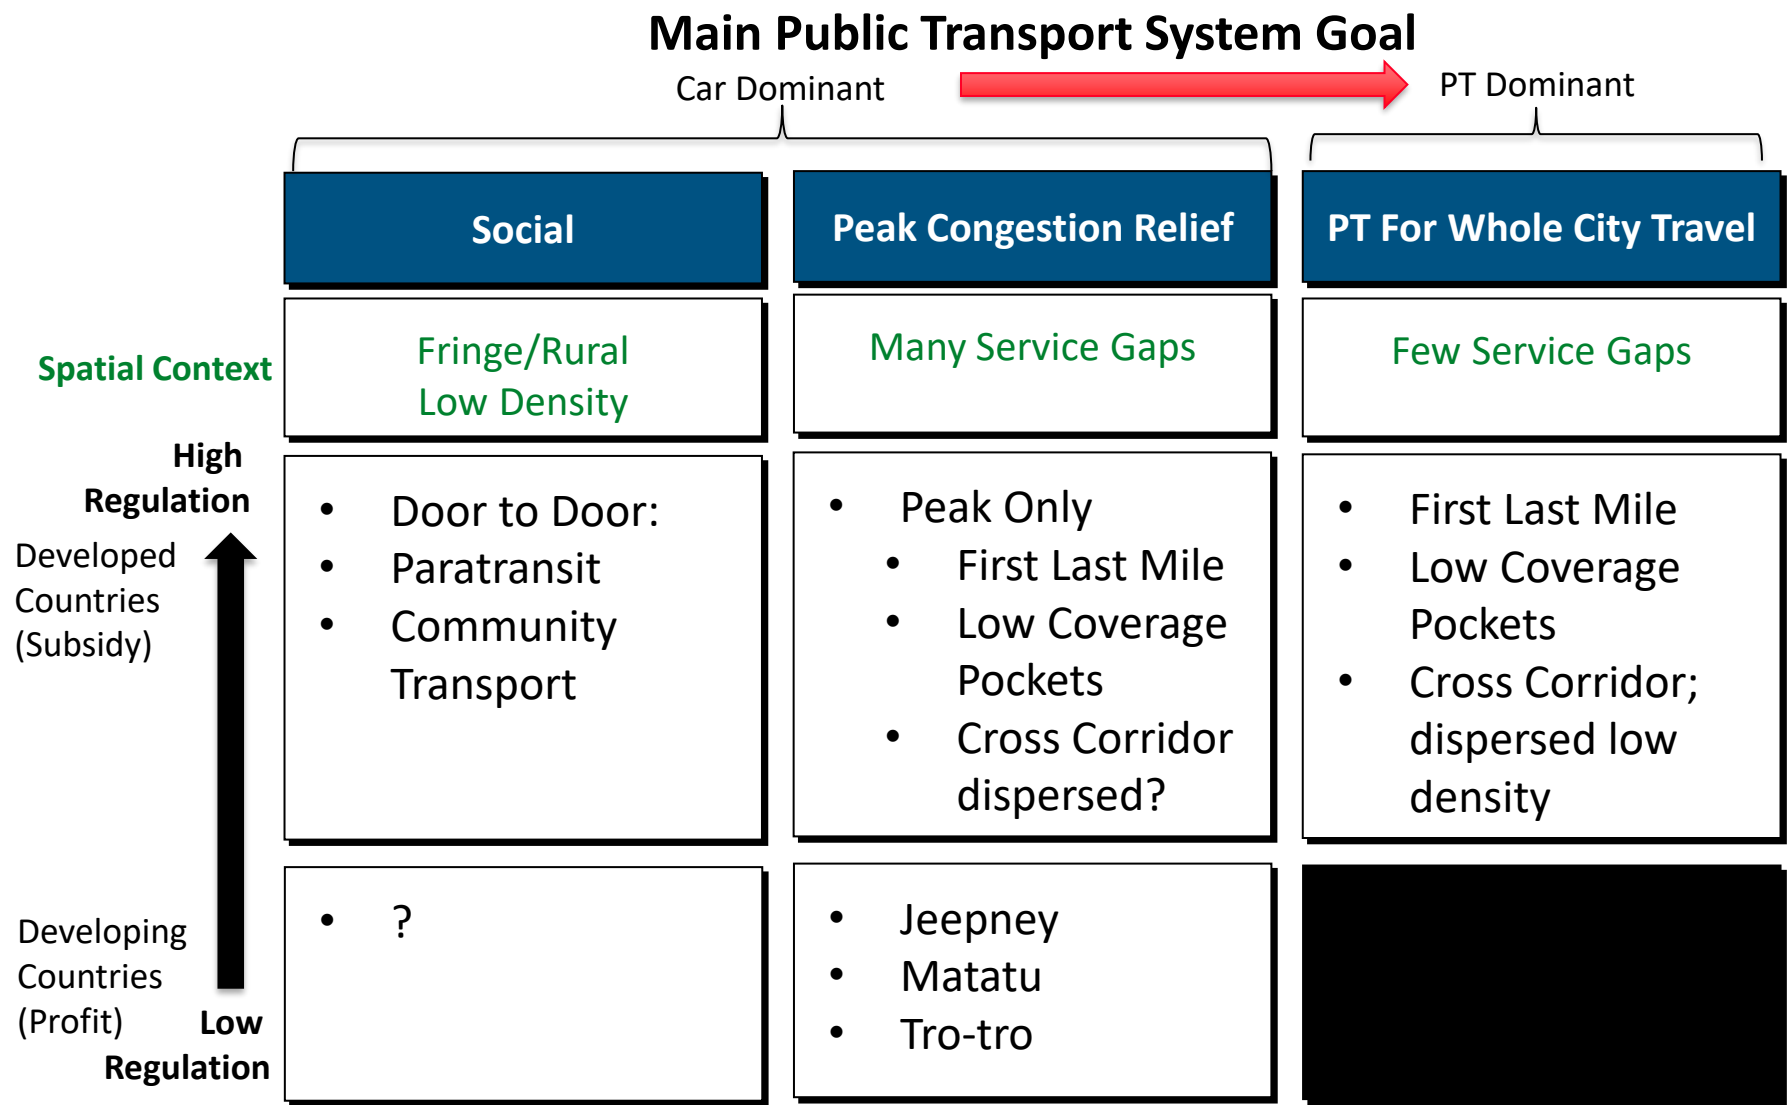 Main Public Transport System Goal
Car Dominant
PT Dominant
Social
Peak Congestion Relief
PT For Whole City Travel
Spatial Context
Fringe/Rural
Low Density
Many Service Gaps
Few Service Gaps
High
Regulation
Developed
Countries
(Subsidy)
• Door to Door:
• Paratransit
• Community
Transport
• Peak Only
• First Last Mile
• Low Coverage
Pockets
• Cross Corridor
dispersed?
• First Last Mile
• Low Coverage
Pockets
• Cross Corridor;
dispersed low
density
Developing
Countries
(Profit)
Low
Regulation
• ?
• Jeepney
• Matatu
• Tro-tro